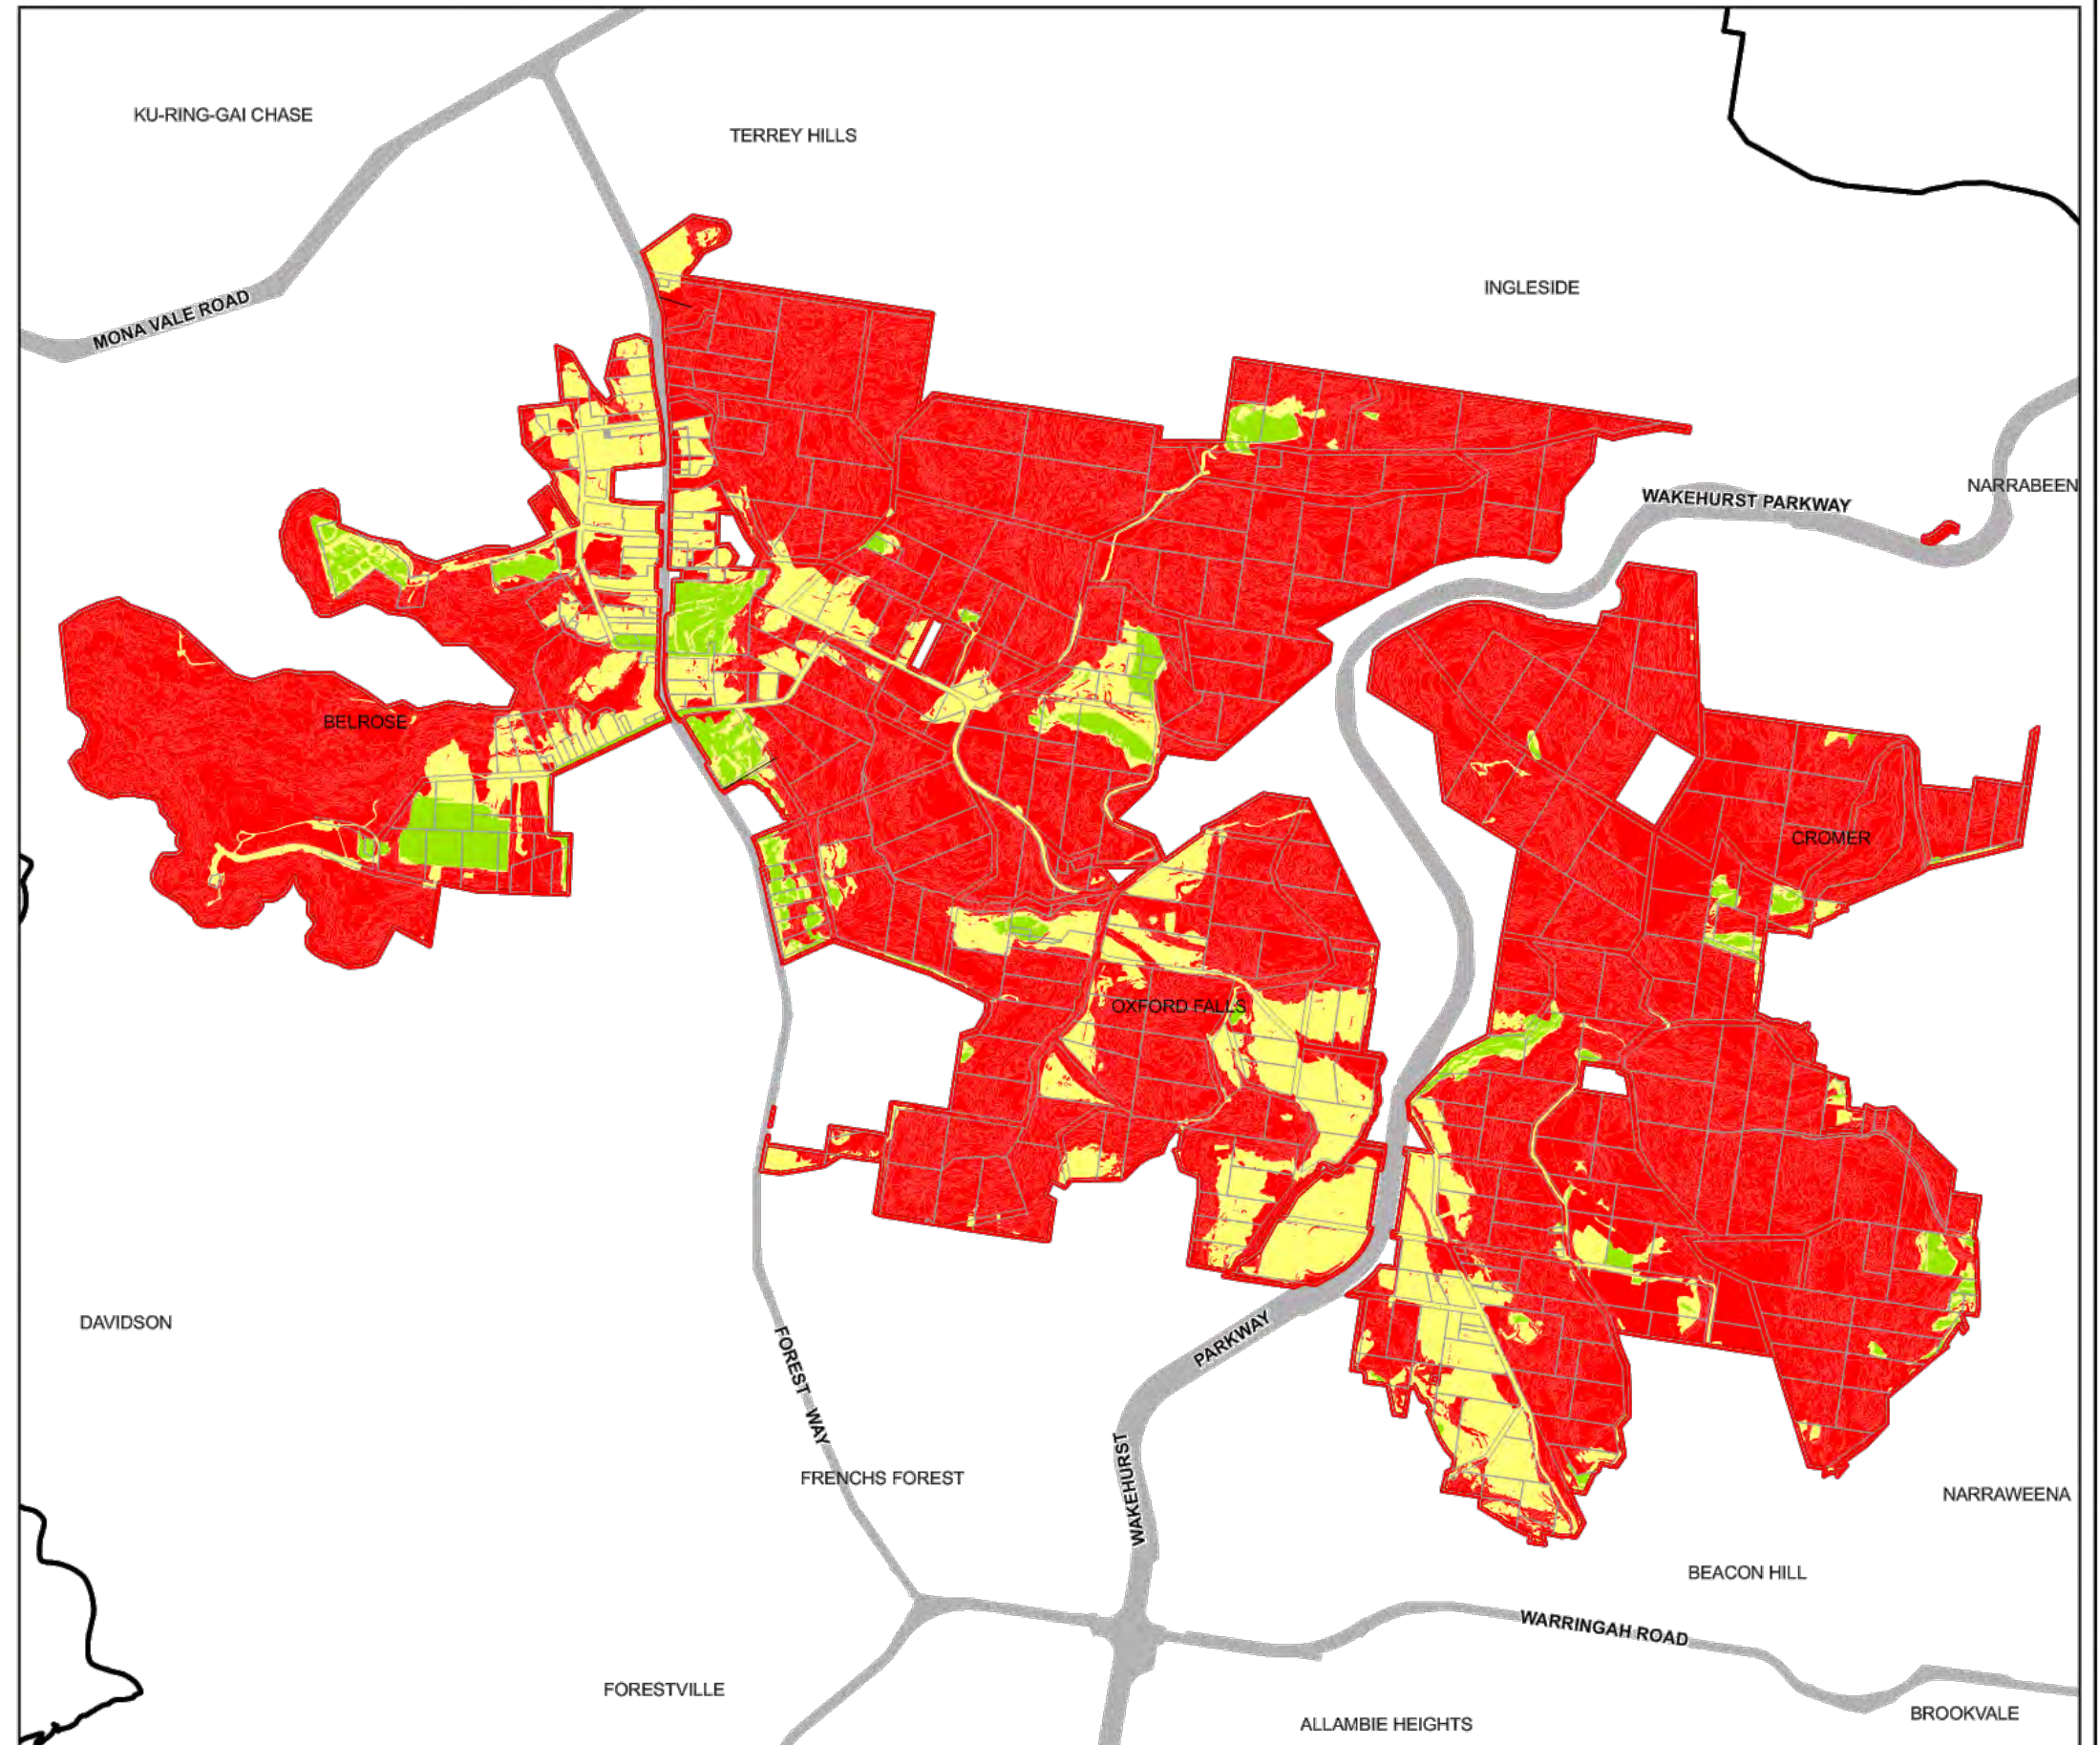 KU-RING-GAI CHASE
TERREY HILLS
INGLESIDE
MONA VALE ROAD
NARRABEEN
WAKEHURST PARKWAY
BELROSE
CROMER
OXFORD FALLS
DAVIDSON
FOREST WAY
WAKEHURST PARKWAY
FRENCHS FOREST
NARRAWEENA
BEACON HILL
WARRINGAH ROAD
FORESTVILLE
ALLAMBIE HEIGHTS
BROOKVALE